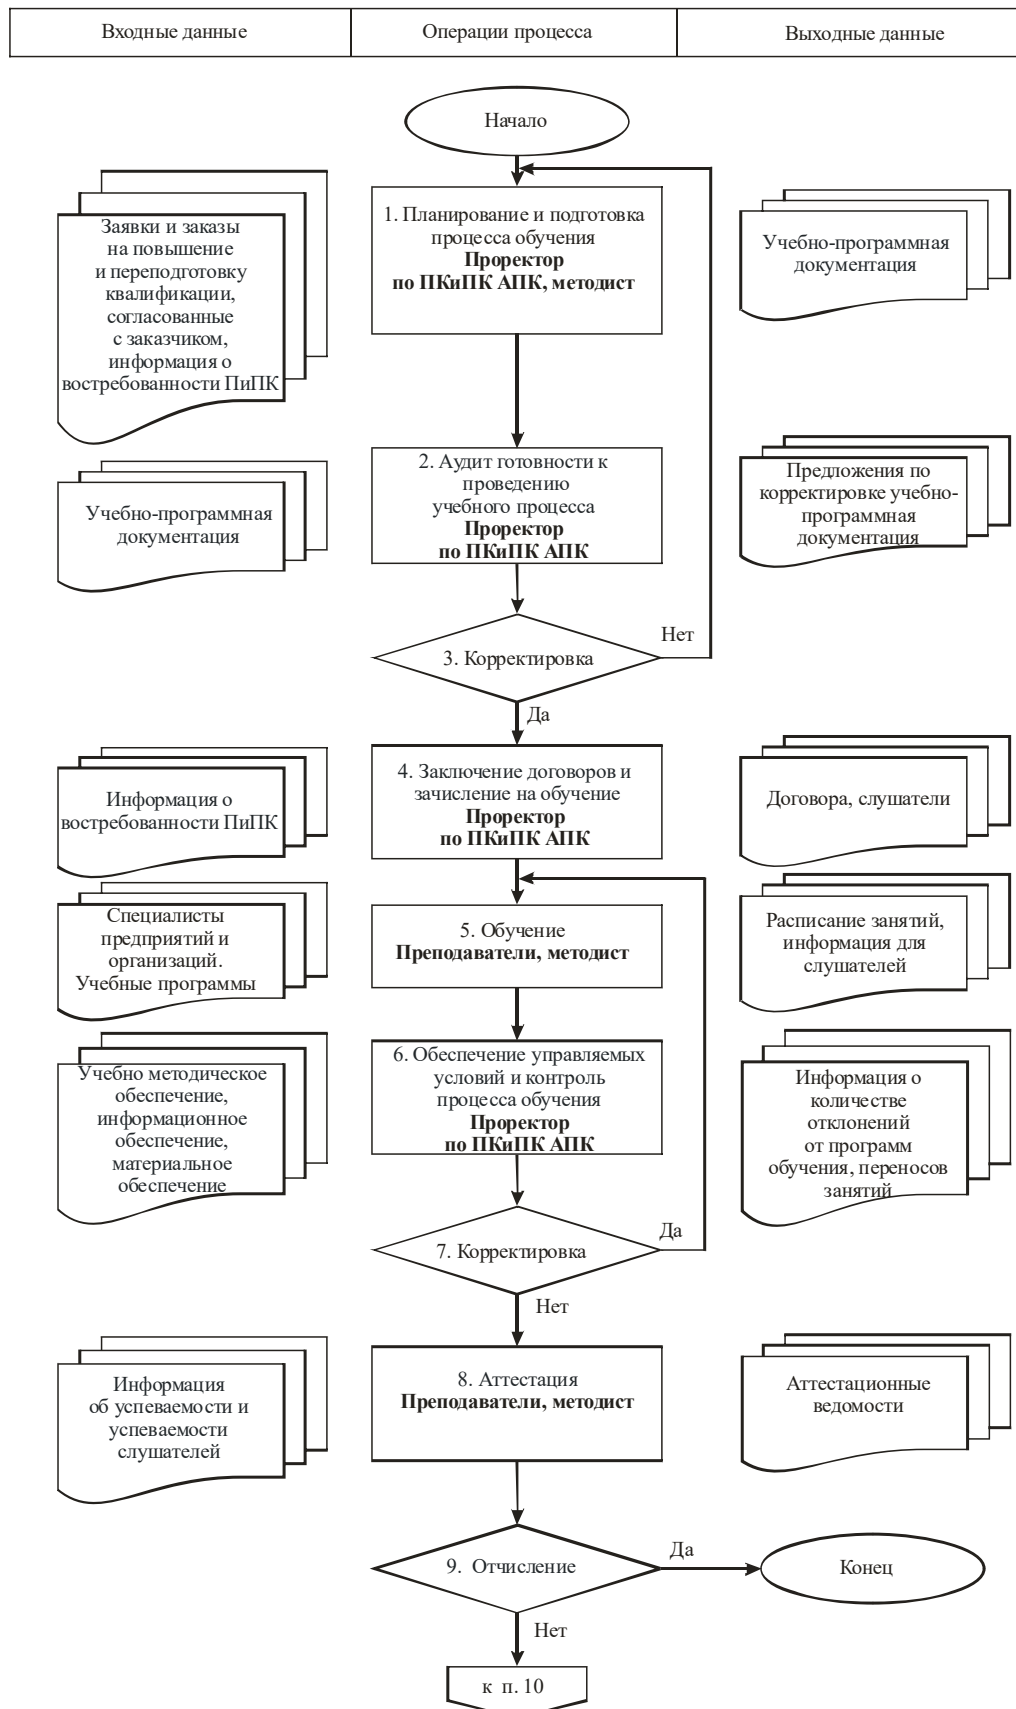 Входные данные
Операции процесса
Выходные данные
Начало
Заявки и заказы
на повышение
и переподготовку
квалификации,
согласованные
с заказчиком,
информация о
востребованности ПиПК
1. Планирование и подготовка
процесса обучения
Проректор
по ПКиПК АПК, методист
Учебно-программная
документация
Учебно-программная
документация
2. Аудит готовности к
проведению
учебного процесса
Проректор
по ПКиПК АПК
Предложения по
корректировке учебно-
программная
документация
3. Корректировка
Нет
Да
Информация о
востребованности ПиПК
4. Заключение договоров и
зачисление на обучение
Проректор
по ПКиПК АПК
Договора, слушатели
Специалисты
предприятий и
организаций.
Учебные программы
5. Обучение
Преподаватели, методист
Расписание занятий,
информация для
слушателей
Учебно методическое
обеспечение,
информационное
обеспечение,
материальное
обеспечение
6. Обеспечение управляемых
условий и контроль
процесса обучения
Проректор
по ПКиПК АПК
Информация о
количестве
отклонений
от программ
обучения, переносов
занятий
7. Корректировка
Да
Нет
Информация
об успеваемости и
успеваемости
слушателей
8. Аттестация
Преподаватели, методист
Аттестационные
ведомости
9. Отчисление
Да
Конец
Нет
к п. 10